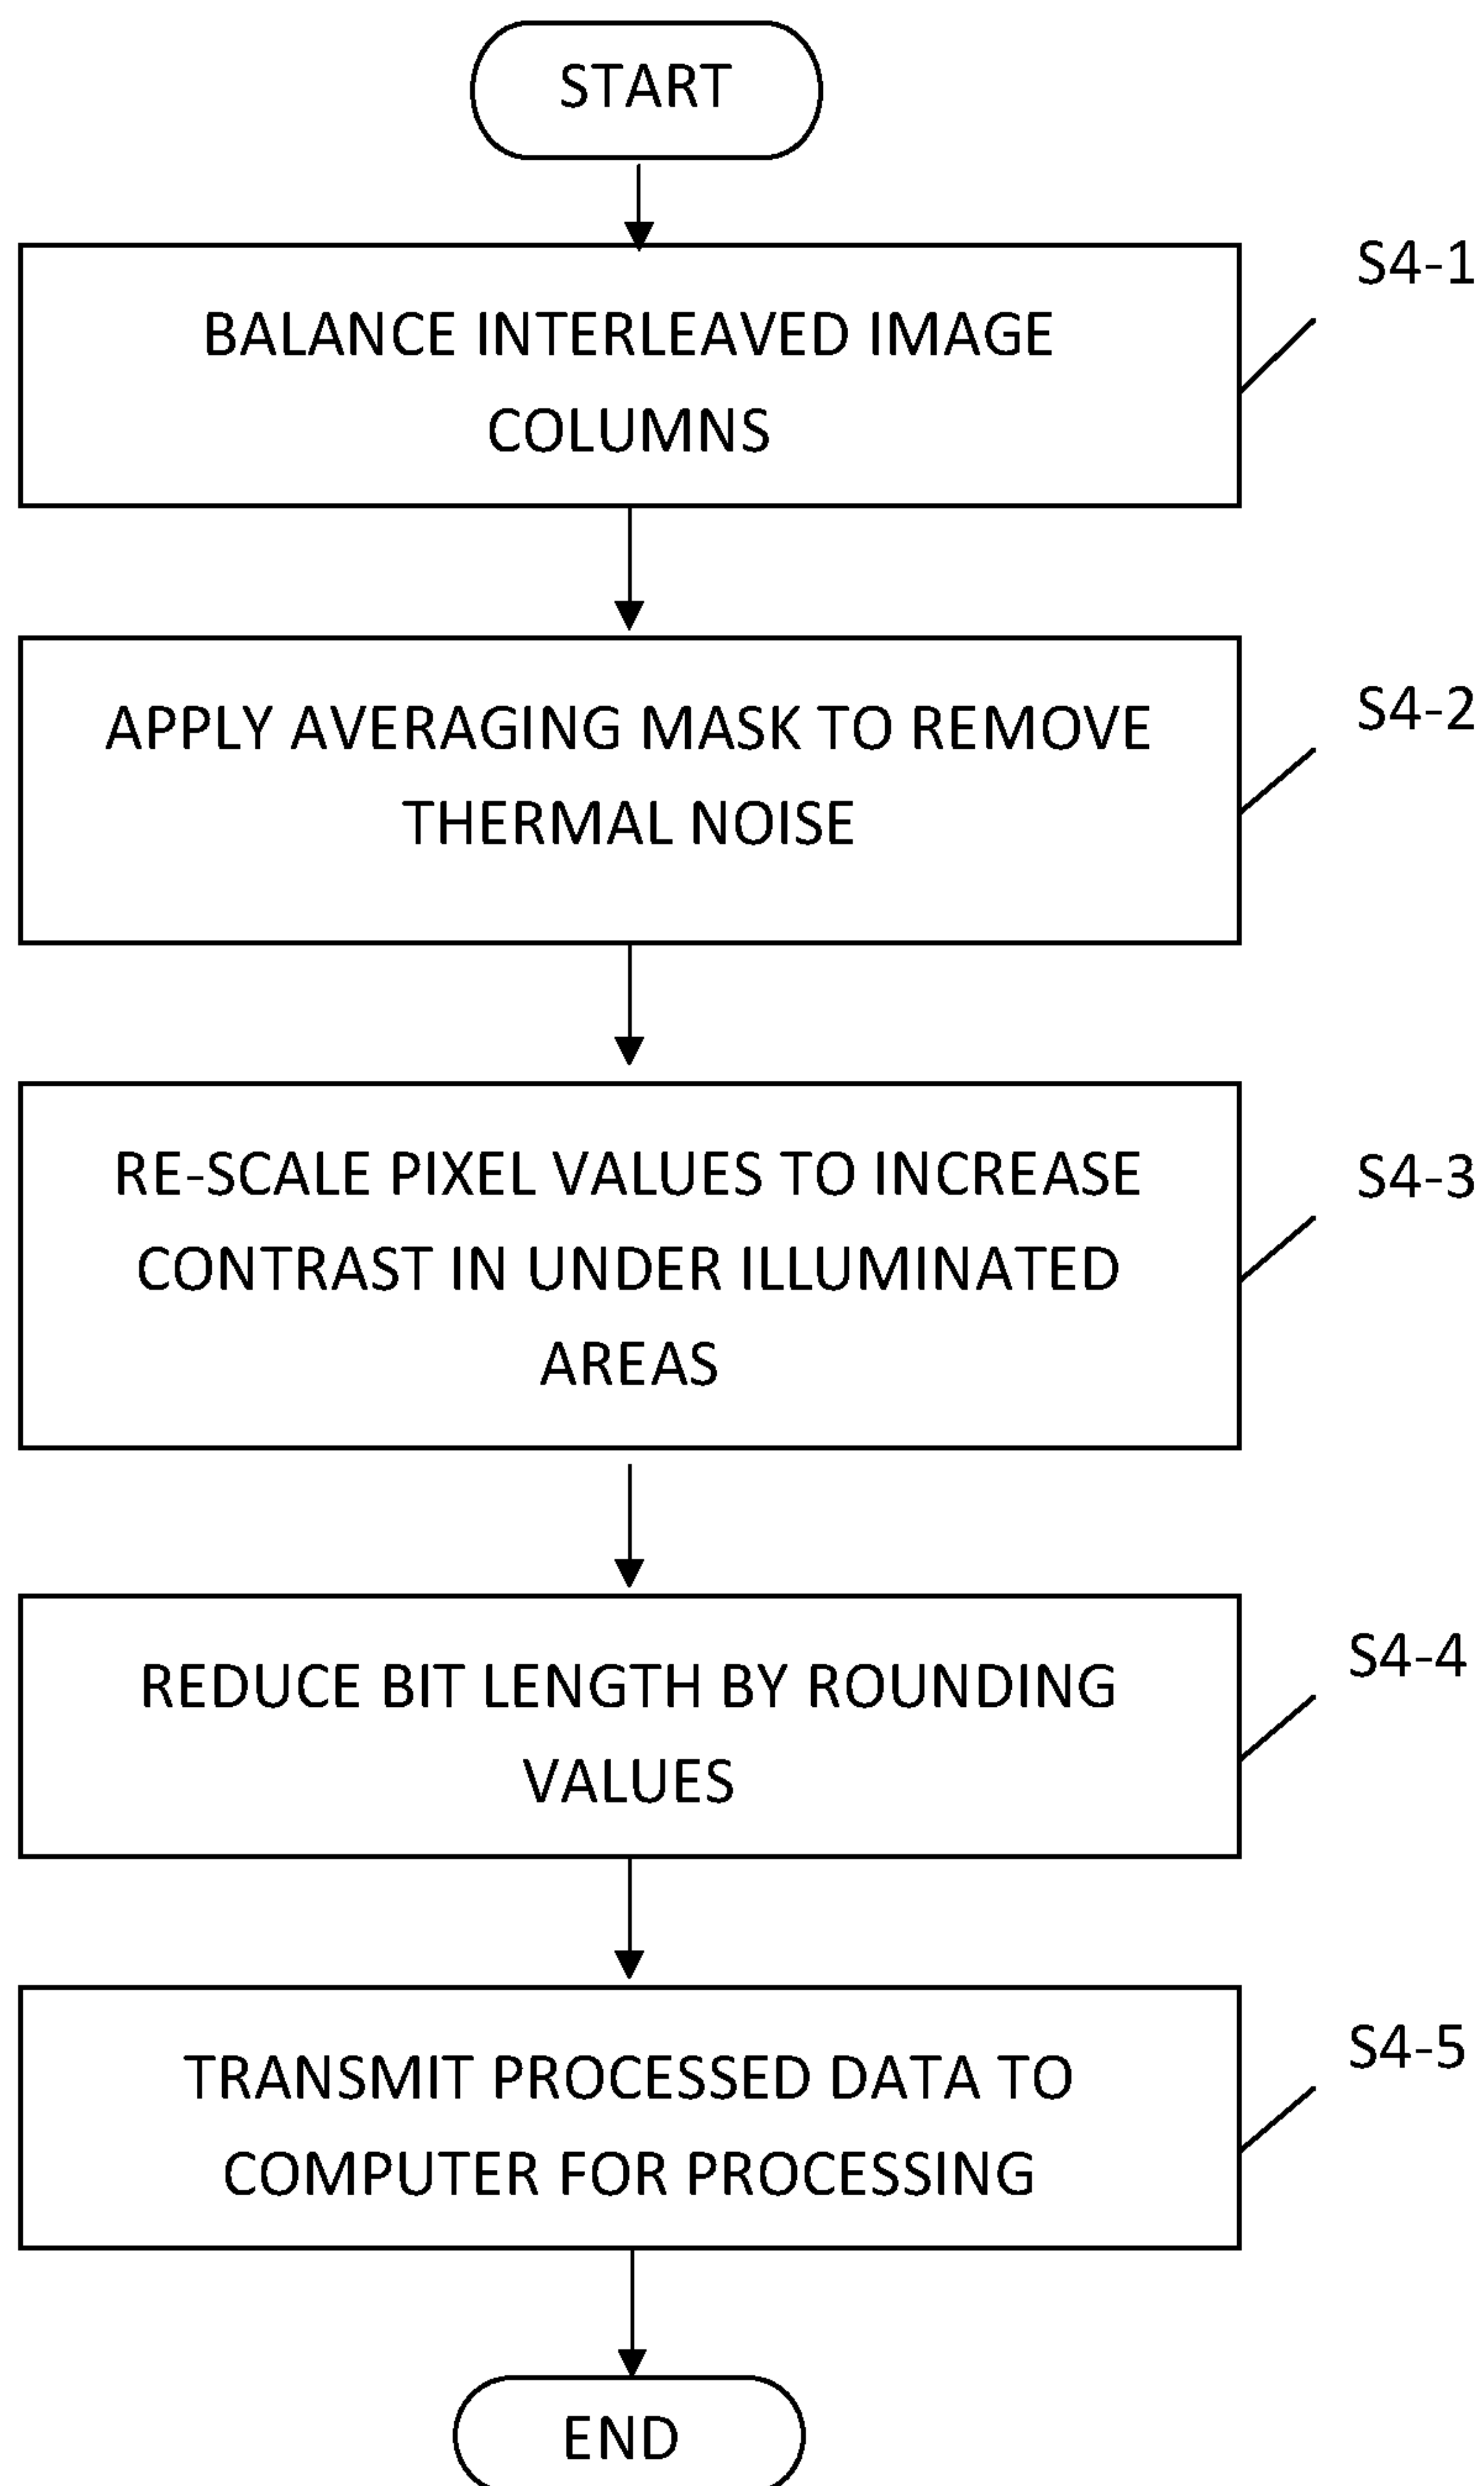 START
S4-1
BALANCE INTERLEAVED IMAGE
COLUMNS
S4-2
APPLY AVERAGING MASK TO REMOVE
THERMAL NOISE
S4-3
RE-SCALE PIXEL VALUES TO INCREASE
CONTRAST IN UNDER ILLUMINATED
AREAS
S4-4
REDUCE BIT LENGTH BY ROUNDING
VALUES
S4-5
TRANSMIT PROCESSED DATA TO
COMPUTER FOR PROCESSING
END